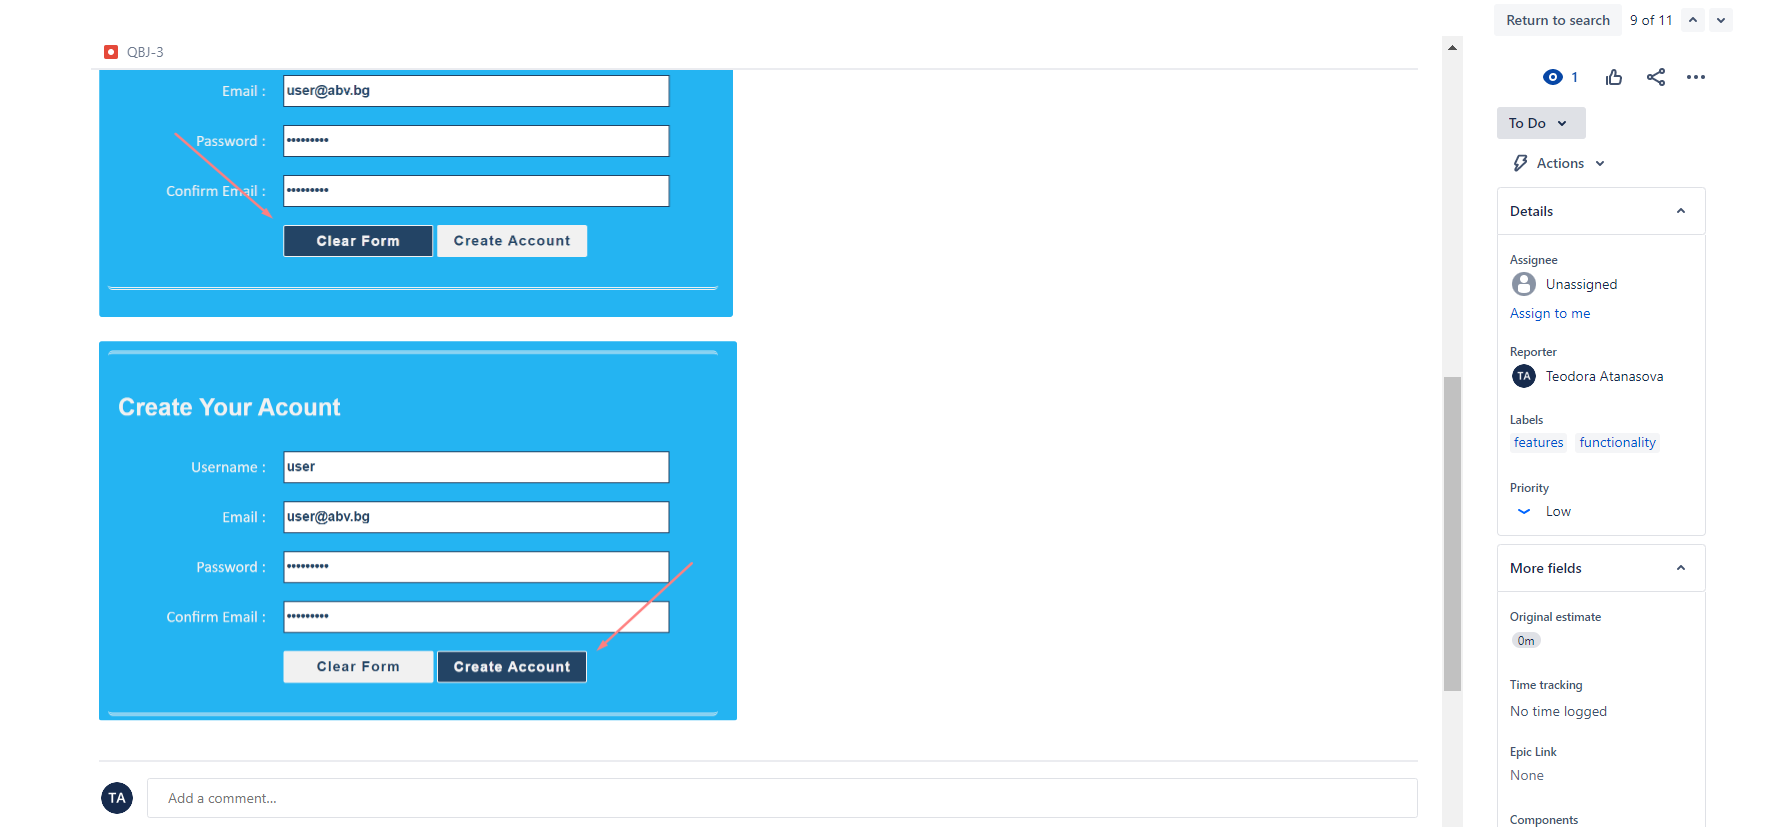 Return to search 9 of 11
QBJ-3
Email : user@abv.bg
Password : •••••••••
Confirm Email : •••••••••
Clear Form Create Account
Create Your Acount
Username : user
Email : user@abv.bg
Password : •••••••••
Confirm Email : •••••••••
Clear Form Create Account
TA Add a comment...
1
To Do
Actions
Details
Assignee
Unassigned
Assign to me
Reporter
TA Teodora Atanasova
Labels
features functionality
Priority
Low
More fields
Original estimate
0m
Time tracking
No time logged
Epic Link
None
Components